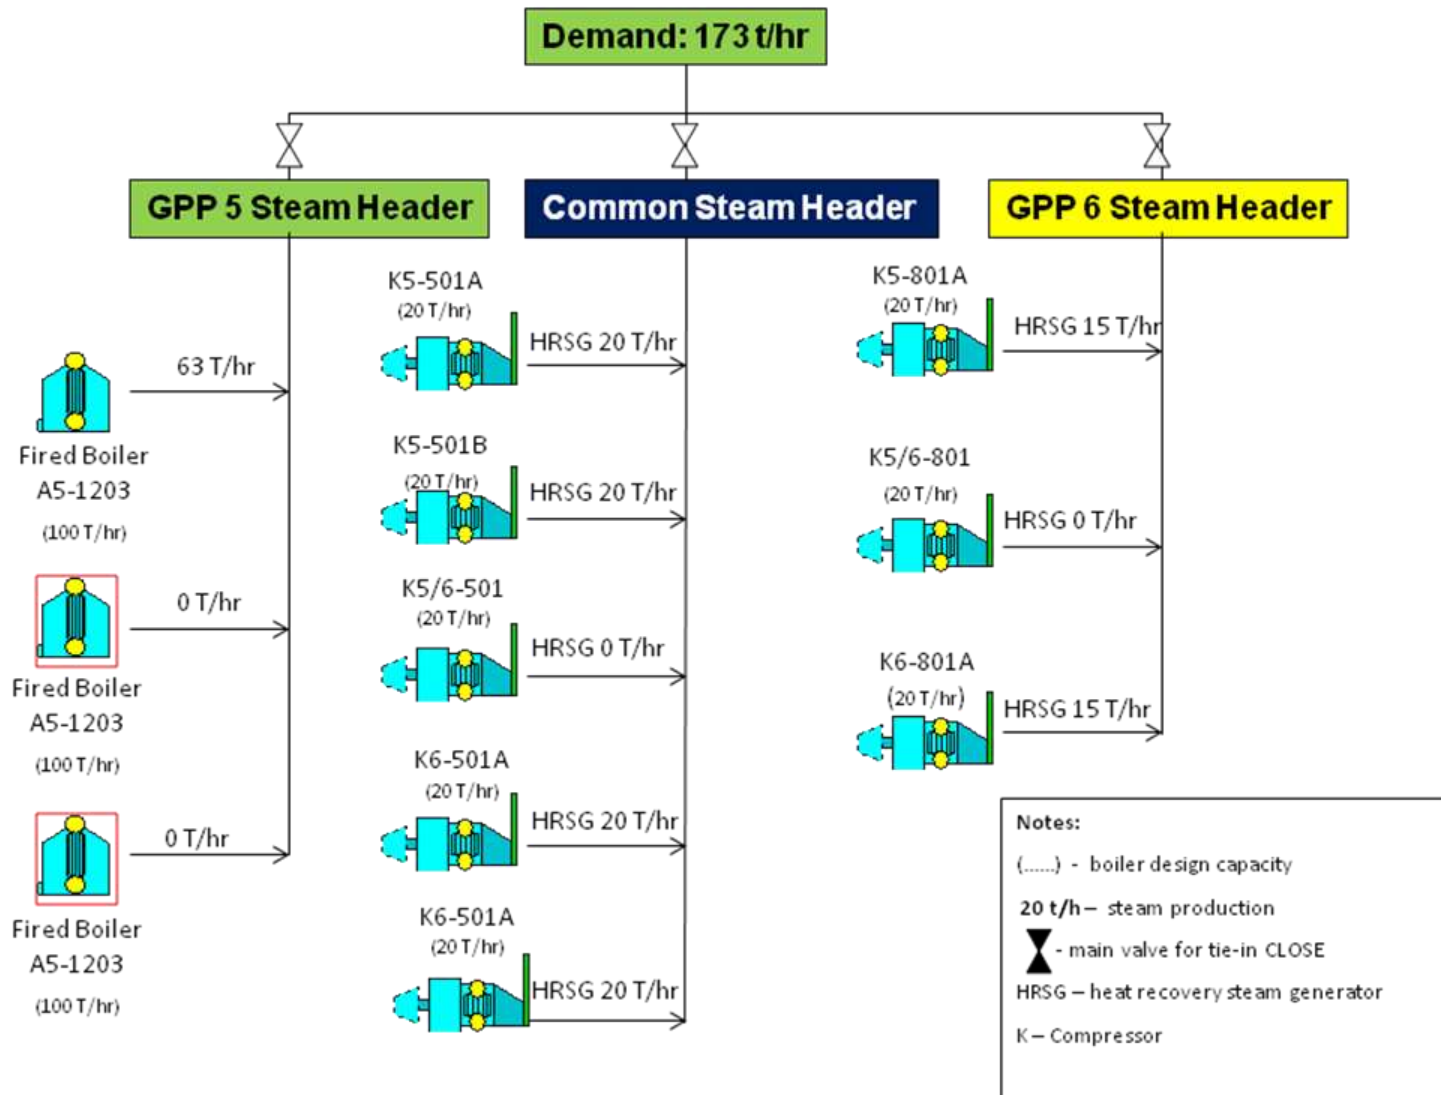 Demand: 173 t/hr
GPP 5 Steam Header
Common Steam Header
GPP 6 Steam Header
63 T/hr
Fired Boiler
A5-1203
(100 T/hr)
0 T/hr
Fired Boiler
A5-1203
(100 T/hr)
0 T/hr
Fired Boiler
A5-1203
(100 T/hr)
K5-501A
(20 T/hr)
HRSG 20 T/hr
K5-501B
(20 T/hr)
HRSG 20 T/hr
K5/6-501
(20 T/hr)
HRSG 0 T/hr
K6-501A
(20 T/hr)
HRSG 20 T/hr
K6-501A
(20 T/hr)
HRSG 20 T/hr
K5-801A
(20 T/hr)
HRSG 15 T/hr
K5/6-801
(20 T/hr)
HRSG 0 T/hr
K6-801A
(20 T/hr)
HRSG 15 T/hr
Notes:
(......) - boiler design capacity
20 t/h – steam production
- main valve for tie-in CLOSE
HRSG – heat recovery steam generator
K – Compressor